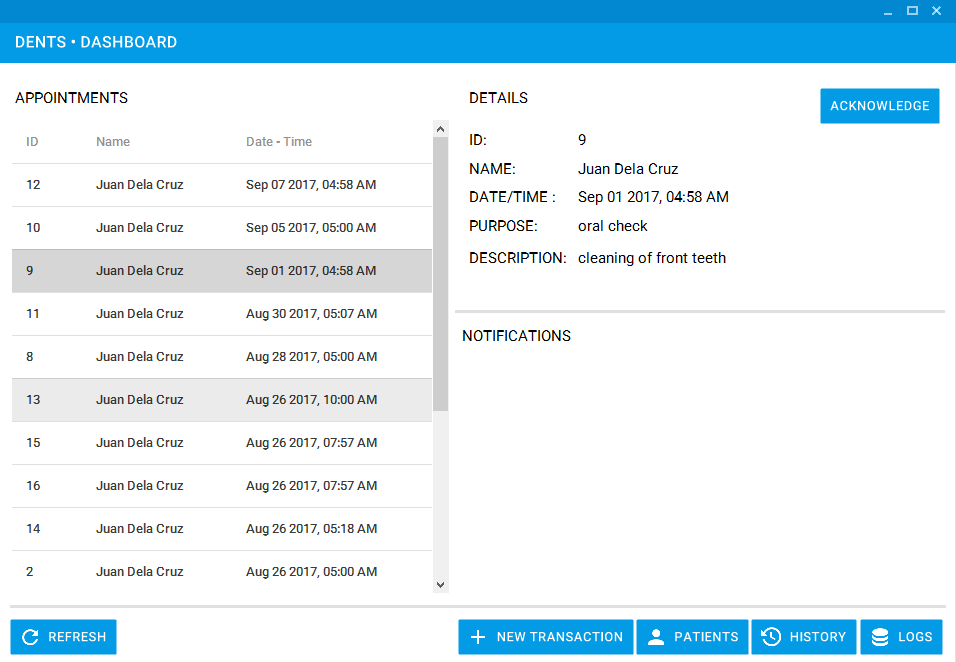 DENTS • DASHBOARD
APPOINTMENTS
ID Name Date - Time
12 Juan Dela Cruz Sep 07 2017, 04:58 AM
10 Juan Dela Cruz Sep 05 2017, 05:00 AM
9 Juan Dela Cruz Sep 01 2017, 04:58 AM
11 Juan Dela Cruz Aug 30 2017, 05:07 AM
8 Juan Dela Cruz Aug 28 2017, 05:00 AM
13 Juan Dela Cruz Aug 26 2017, 10:00 AM
15 Juan Dela Cruz Aug 26 2017, 07:57 AM
16 Juan Dela Cruz Aug 26 2017, 07:57 AM
14 Juan Dela Cruz Aug 26 2017, 05:18 AM
2 Juan Dela Cruz Aug 26 2017, 05:00 AM
DETAILS
ACKNOWLEDGE
ID: 9
NAME: Juan Dela Cruz
DATE/TIME : Sep 01 2017, 04:58 AM
PURPOSE: oral check
DESCRIPTION: cleaning of front teeth
NOTIFICATIONS
REFRESH NEW TRANSACTION PATIENTS HISTORY LOGS